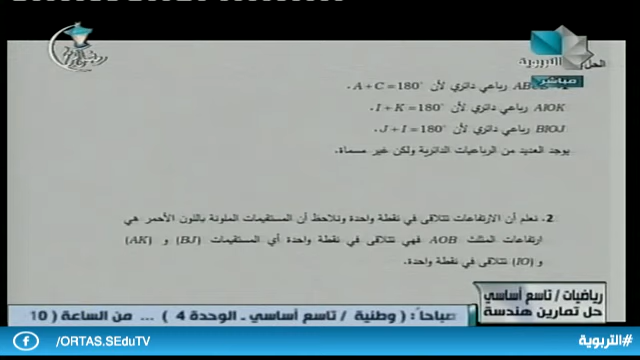 الحل
التربوية
مباشر
رباعي دائري لأن A + C = 180° .
AIOK رباعي دائري لأن I + K = 180° .
BIOJ رباعي دائري لأن J + I = 180° .
يوجد العديد من الرباعيات الدائرية ولكن غير مسماة.
2. نعلم أن الارتفاعات تتلاقى في نقطة واحدة ونلاحظ أن المستقيمات الملونة باللون الأحمر هي
ارتفاعات المثلث AOB فهي تتلاقى في نقطة واحدة أي المستقيمات (BJ) و (AK)
و (IO) تتلاقى في نقطة واحدة.
رياضيات / تاسع أساسي
حل تمارين هندسة
صباحاً : ( وطنية / تاسع أساسي ـ الوحدة 4 ) ... من الساعة ( 10
/ORTAS.SEduTV
#التربوية